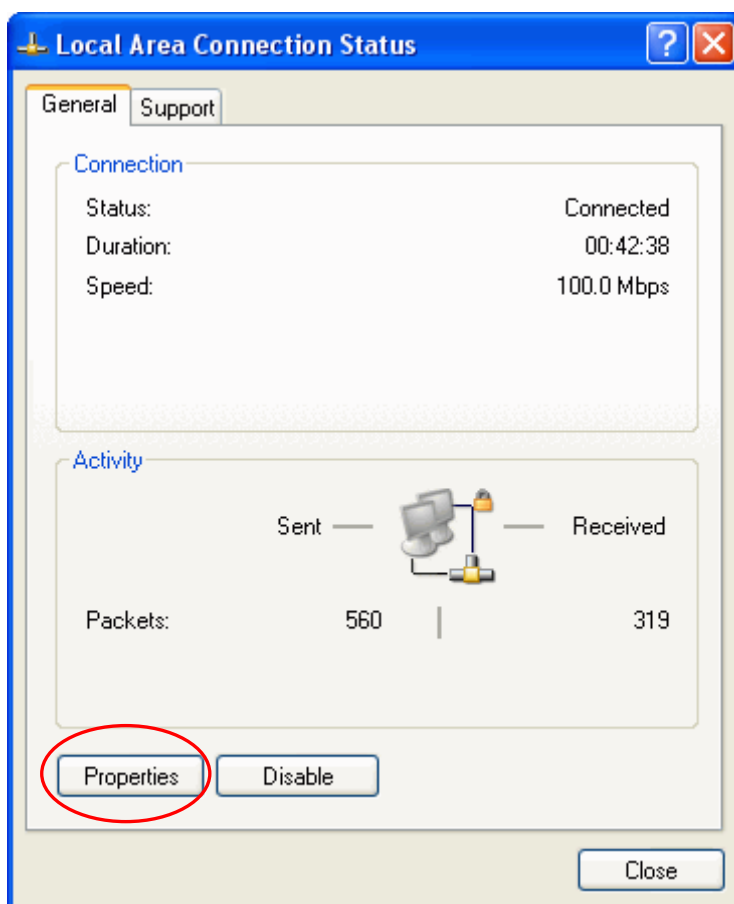 Local Area Connection Status
General Support
Connection
Status: Connected
Duration: 00:42:38
Speed: 100.0 Mbps
Activity
Sent Received
Packets: 560 319
Properties Disable
Close